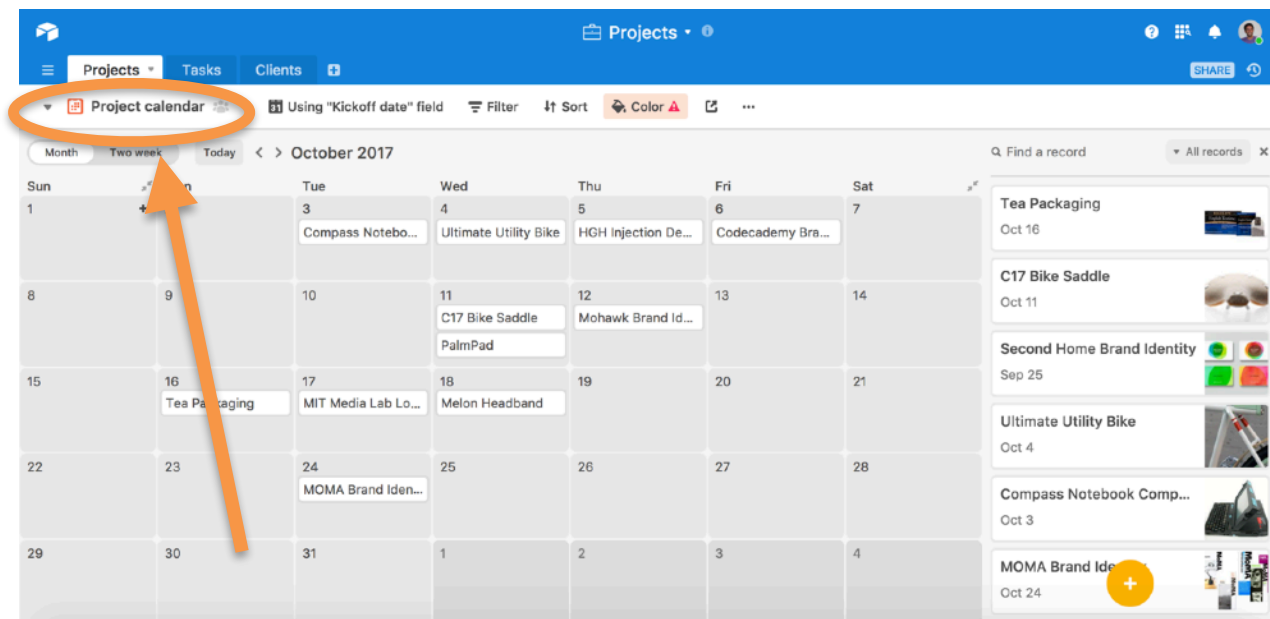 Projects
Projects Tasks Clients
SHARE
Project calendar Using "Kickoff date" field Filter Sort Color
Month Two week Today < > October 2017
Find a record All records
Sun Tue Wed Thu Fri Sat
1 3 4 5 6 7
Compass Notebo... Ultimate Utility Bike HGH Injection De... Codecademy Bra...
8 9 10 11 12 13 14
C17 Bike Saddle Mohawk Brand Id...
PalmPad
15 16 17 18 19 20 21
Tea Packaging MIT Media Lab Lo... Melon Headband
22 23 24 25 26 27 28
MOMA Brand Iden...
29 30 31 1 2 3 4
Tea Packaging
Oct 16
C17 Bike Saddle
Oct 11
Second Home Brand Identity
Sep 25
Ultimate Utility Bike
Oct 4
Compass Notebook Comp...
Oct 3
MOMA Brand Ide
Oct 24